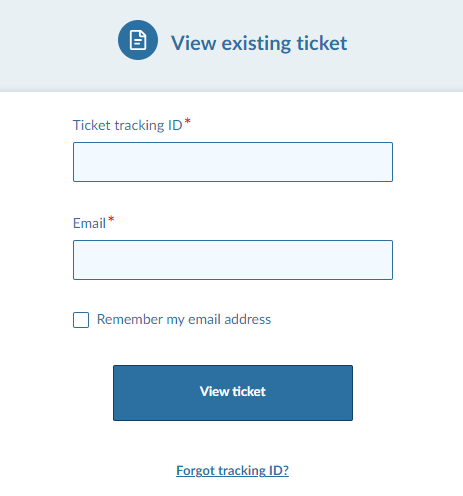 View existing ticket
Ticket tracking ID*
Email*
Remember my email address
View ticket
Forgot tracking ID?